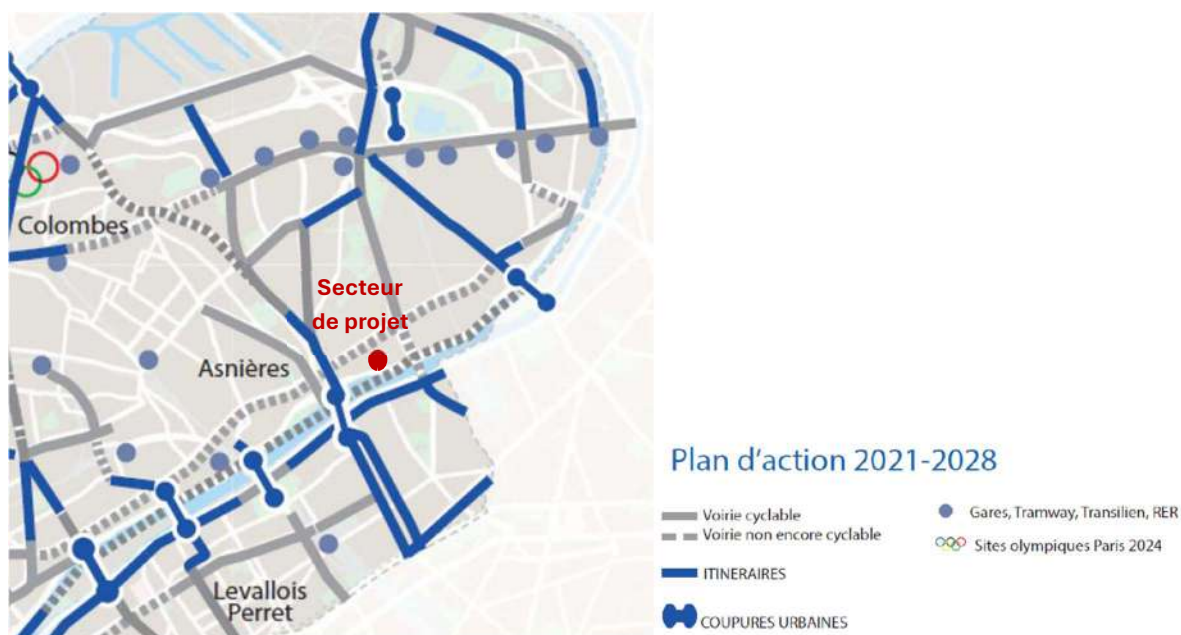 Colombes
Secteur
de projet
Asnières
Levallois
Perret
Plan d'action 2021-2028
Voirie cyclable
Voirie non encore cyclable
ITINERAIRES
COUPURES URBAINES
Gares, Tramway, Transilien, RER
Sites olympiques Paris 2024